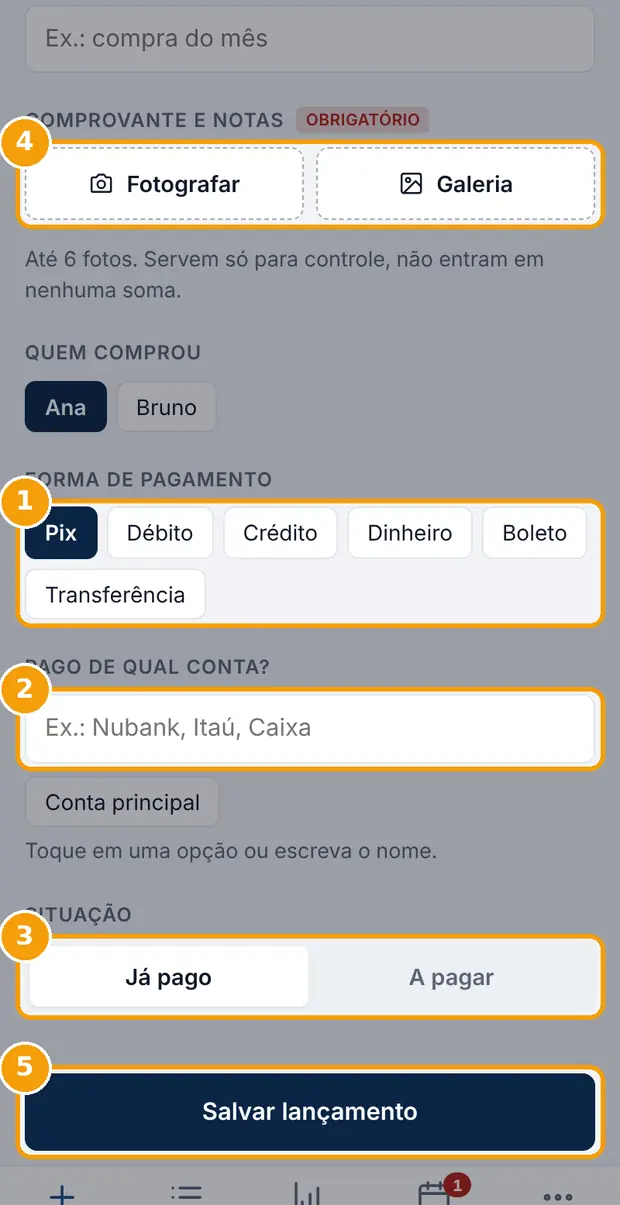 Ex.: compra do mês
COMPROVANTE E NOTAS OBRIGATÓRIO
4
Fotografar Galeria
Até 6 fotos. Servem só para controle, não entram em
nenhuma soma.
QUEM COMPROU
Ana Bruno
FORMA DE PAGAMENTO
1
Pix Débito Crédito Dinheiro Boleto
Transferência
PAGO DE QUAL CONTA?
2
Ex.: Nubank, Itaú, Caixa
Conta principal
Toque em uma opção ou escreva o nome.
SITUAÇÃO
3
Já pago A pagar
5
Salvar lançamento
1